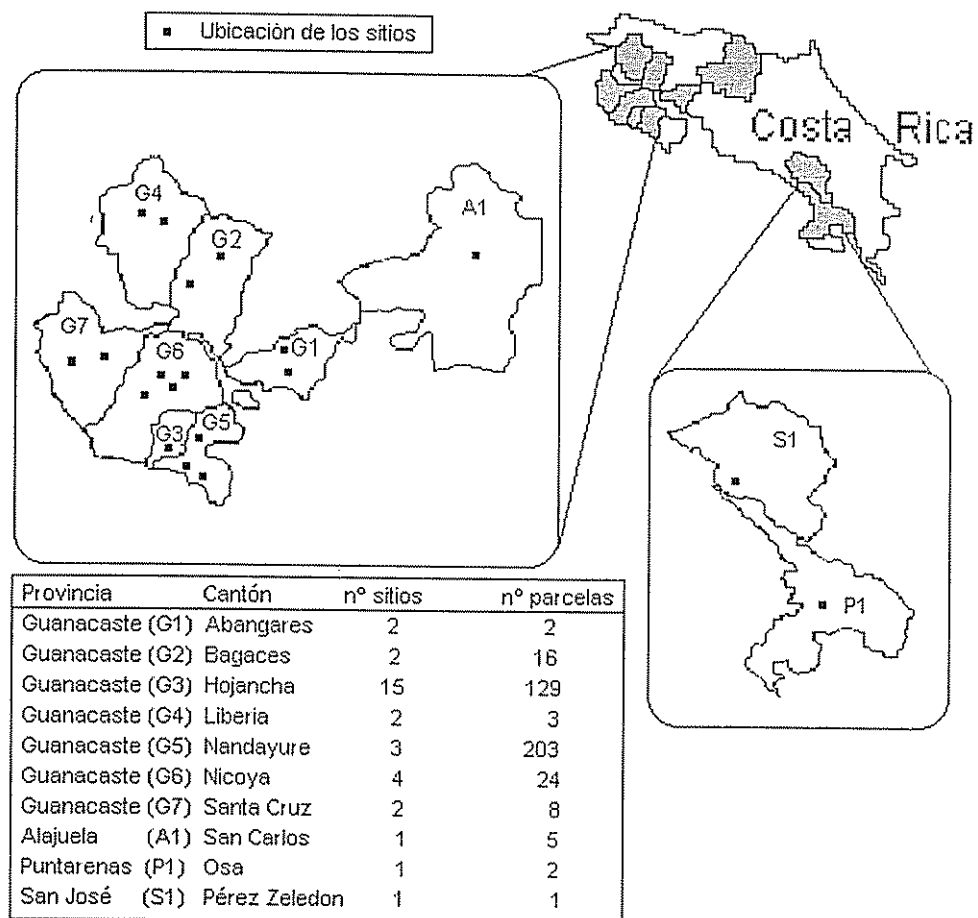 Ubicación de los sitios
Costa Rica
G4
A1
G2
G7
G6
G1
G3
G5
S1
P1
Provincia Cantón nº sitios nº parcelas
Guanacaste (G1) Abangares 2 2
Guanacaste (G2) Bagaces 2 16
Guanacaste (G3) Hojancha 15 129
Guanacaste (G4) Liberia 2 3
Guanacaste (G5) Nandayure 3 203
Guanacaste (G6) Nicoya 4 24
Guanacaste (G7) Santa Cruz 2 8
Alajuela (A1) San Carlos 1 5
Puntarenas (P1) Osa 1 2
San José (S1) Pérez Zeledon 1 1